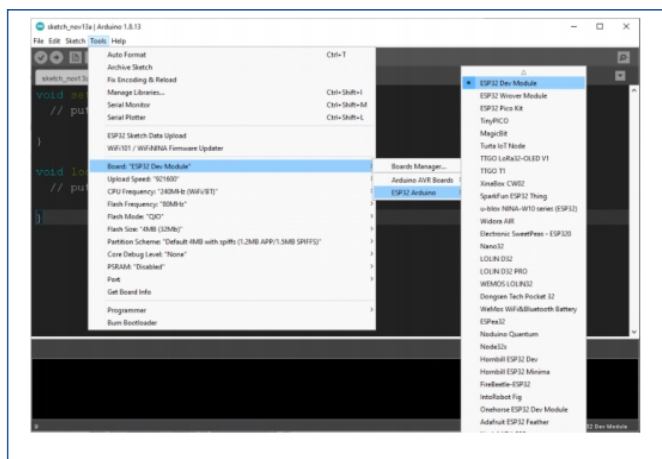 sketch_nov13a | Arduino 1.8.13
File Edit Sketch Tools Help
sketch_nov13a
void
// put
}
void
// put
}
Auto Format Ctrl+T
Archive Sketch
Fix Encoding & Reload
Manage Libraries... Ctrl+Shift+I
Serial Monitor Ctrl+Shift+M
Serial Plotter Ctrl+Shift+L
ESP32 Sketch Data Upload
WiFi101 / WiFiNINA Firmware Updater
Board: "ESP32 Dev Module"
Upload Speed: "921600"
CPU Frequency: "240MHz (WiFi/BT)"
Flash Frequency: "80MHz"
Flash Mode: "QIO"
Flash Size: "4MB (32Mb)"
Partition Scheme: "Default 4MB with spiffs (1.2MB APP/1.5MB SPIFFS)"
Core Debug Level: "None"
PSRAM: "Disabled"
Port
Get Board Info
Programmer
Burn Bootloader
Boards Manager...
Arduino AVR Boards
ESP32 Arduino
ESP32 Dev Module
ESP32 Wrover Module
ESP32 Pico Kit
TinyPICO
MagicBit
Turta IoT Node
TTGO LoRa32-OLED V1
TTGO T1
XinaBox CW02
SparkFun ESP32 Thing
u-blox NINA-W10 series (ESP32)
Widora AIR
Electronic SweetPeas - ESP320
Nano32
LOLIN D32
LOLIN D32 PRO
WEMOS LOLIN32
Dongsen Tech Pocket 32
WeMos WiFi&Bluetooth Battery
ESPea32
Noduino Quantum
Node32s
Hornbill ESP32 Dev
Hornbill ESP32 Minima
FireBeetle-ESP32
IntoRobot Fig
Onehorse ESP32 Dev Module
Adafruit ESP32 Feather
9
32 Dev Module